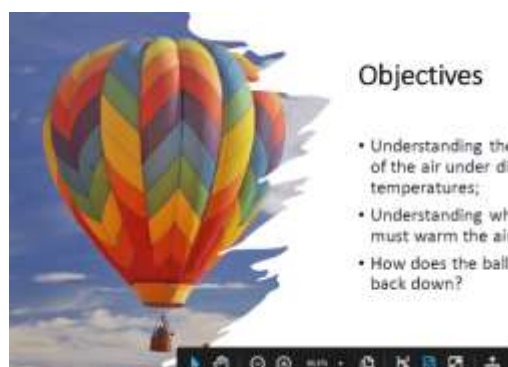 Objectives
• Understanding the
of the air under di
temperatures;
• Understanding wh
must warm the air
• How does the ball
back down?